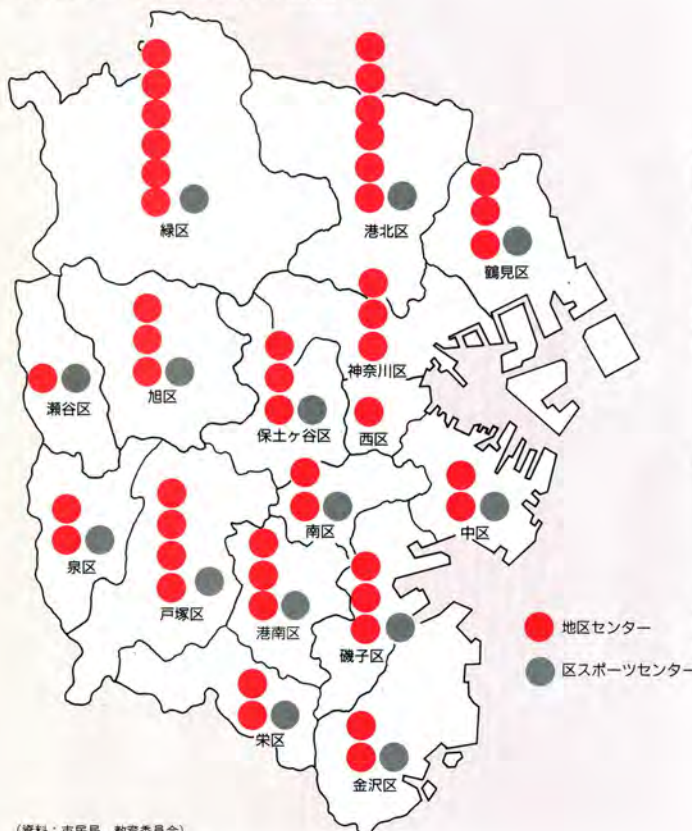 緑区
港北区
鶴見区
神奈川区
瀬谷区
旭区
保土ヶ谷区
西区
泉区
戸塚区
南区
中区
港南区
磯子区
栄区
金沢区
地区センター
区スポーツセンター